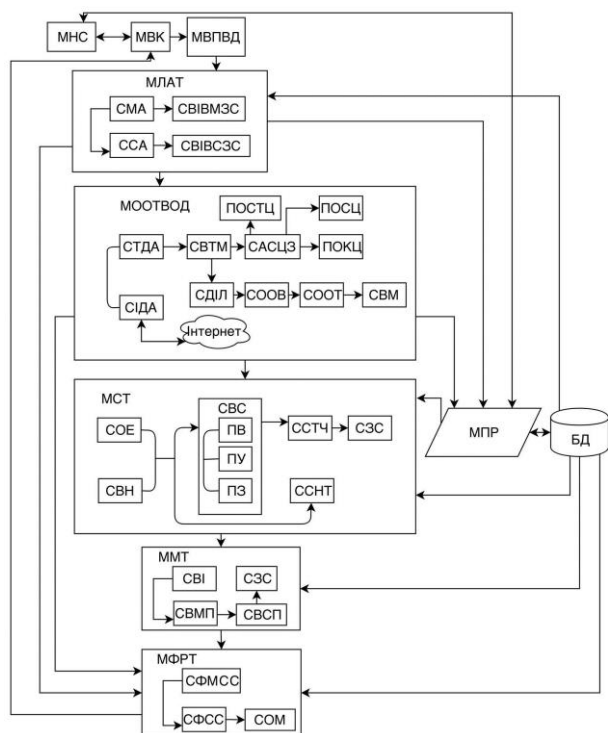 МНС
МВК
МВПВД
МЛАТ
СМА
СВІВМЗС
ССА
СВІВСЗС
МООТВОД
ПОСТЦ
ПОСЦ
СТДА
СВТМ
САСЦЗ
ПОКЦ
СДІЛ
СООВ
СООТ
СВМ
СІДА
Інтернет
МСТ
СВС
СОЕ
ПВ
ССТЧ
СЗС
МПР
БД
ПУ
СВН
ПЗ
ССНТ
ММТ
СВІ
СЗС
СВМП
СВСП
МФРТ
СФМСС
СФСС
СОМ